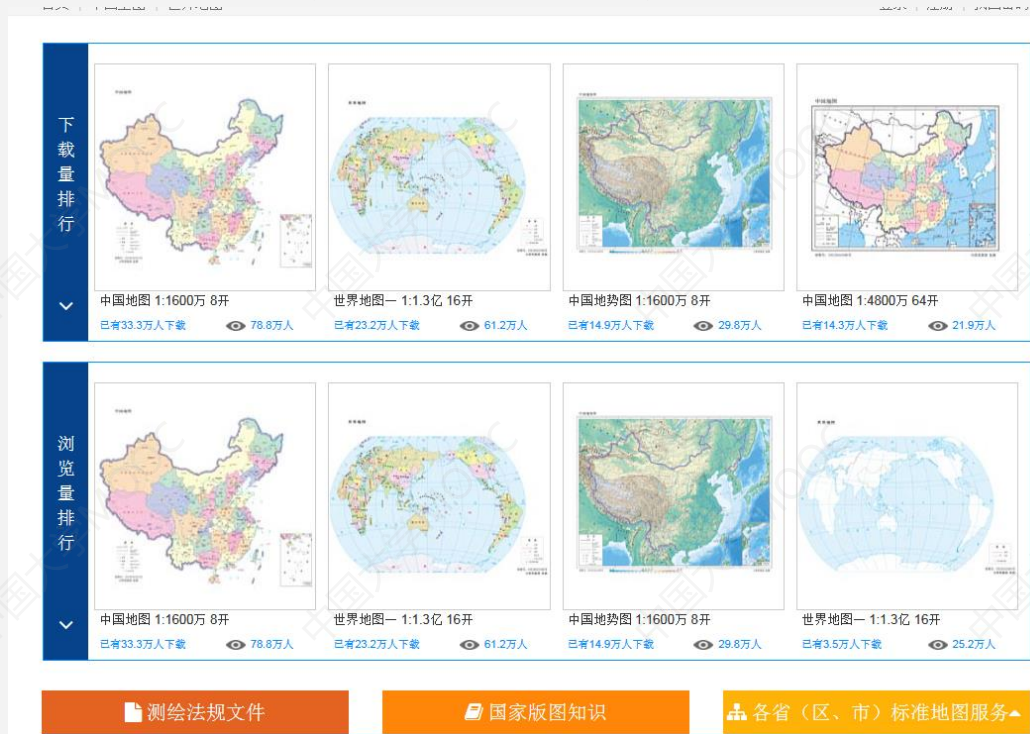 下载量排行
中国地图 1:1600万 8开
已有33.3万人下载 78.8万人
世界地图一 1:1.3亿 16开
已有23.2万人下载 61.2万人
中国地势图 1:1600万 8开
已有14.9万人下载 29.8万人
中国地图 1:4800万 64开
已有14.3万人下载 21.9万人
浏览量排行
中国地图 1:1600万 8开
已有33.3万人下载 78.8万人
世界地图一 1:1.3亿 16开
已有23.2万人下载 61.2万人
中国地势图 1:1600万 8开
已有14.9万人下载 29.8万人
世界地图一 1:1.3亿 16开
已有3.5万人下载 25.2万人
测绘法规文件
国家版图知识
各省（区、市）标准地图服务